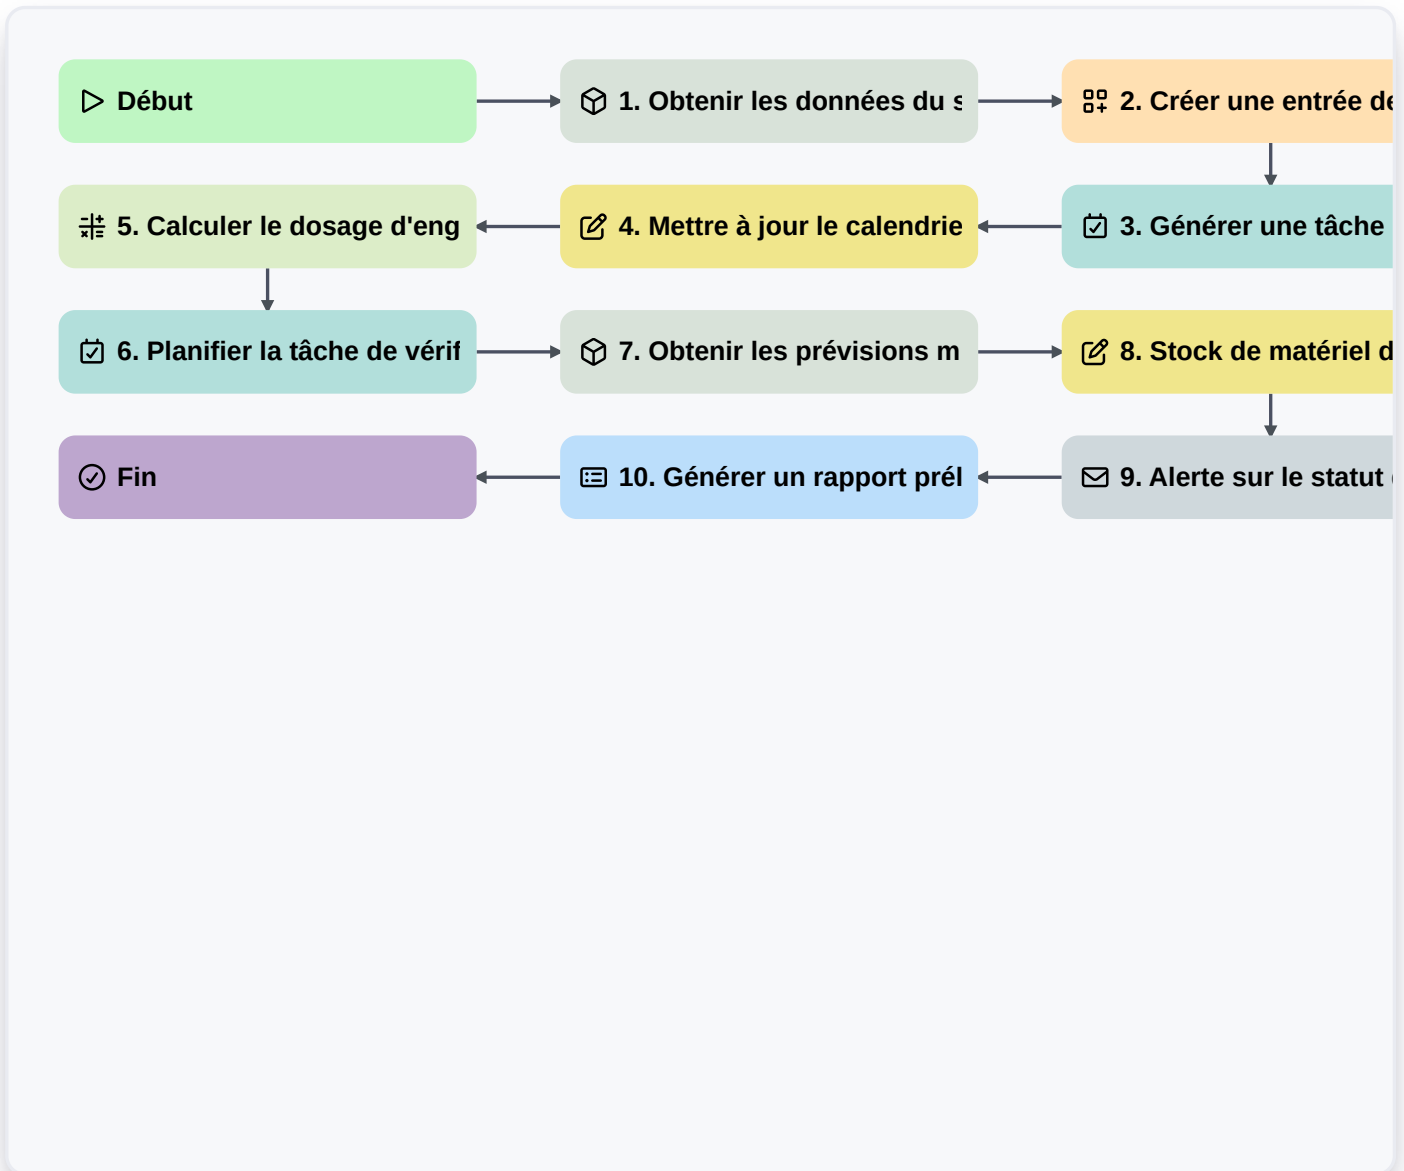 Début
1. Obtenir les données du s
2. Créer une entrée de
5. Calculer le dosage d'eng
4. Mettre à jour le calendrie
3. Générer une tâche
6. Planifier la tâche de vérif
7. Obtenir les prévisions m
8. Stock de matériel d
Fin
10. Générer un rapport prél
9. Alerte sur le statut